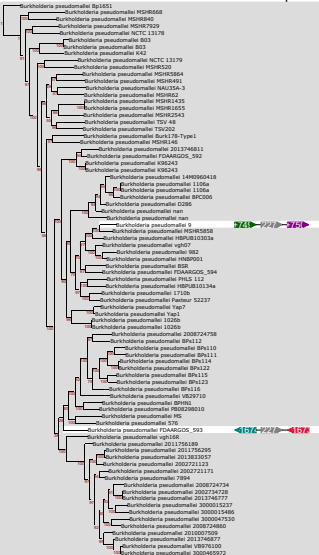 Burkholderia pseudomallei Bp1651
Burkholderia pseudomallei MSHR668
Burkholderia pseudomallei MSHR840
Burkholderia pseudomallei MSHR7929
Burkholderia pseudomallei NCTC 13178
Burkholderia pseudomallei B03
Burkholderia pseudomallei B03
Burkholderia pseudomallei K42
Burkholderia pseudomallei NCTC 13179
Burkholderia pseudomallei MSHR520
Burkholderia pseudomallei MSHR5864
Burkholderia pseudomallei MSHR491
Burkholderia pseudomallei NAU35A-3
Burkholderia pseudomallei MSHR62
Burkholderia pseudomallei MSHR1435
Burkholderia pseudomallei MSHR1655
Burkholderia pseudomallei MSHR2543
Burkholderia pseudomallei TSV 48
Burkholderia pseudomallei TSV202
Burkholderia pseudomallei Burk178-Type1
Burkholderia pseudomallei MSHR146
Burkholderia pseudomallei 2013746811
Burkholderia pseudomallei FDAARGOS_592
Burkholderia pseudomallei K96243
Burkholderia pseudomallei K96243
Burkholderia pseudomallei 14M0960418
Burkholderia pseudomallei 1106a
Burkholderia pseudomallei 1106a
Burkholderia pseudomallei BPC006
Burkholderia pseudomallei D286
Burkholderia pseudomallei nan
Burkholderia pseudomallei nan
Burkholderia pseudomallei 9
Burkholderia pseudomallei MSHR5858
Burkholderia pseudomallei HBPUB10303a
Burkholderia pseudomallei vgh07
Burkholderia pseudomallei 982
Burkholderia pseudomallei HNBP001
Burkholderia pseudomallei BSR
Burkholderia pseudomallei FDAARGOS_594
Burkholderia pseudomallei PHLS 112
Burkholderia pseudomallei HBPUB10134a
Burkholderia pseudomallei 1710b
Burkholderia pseudomallei Pasteur 52237
Burkholderia pseudomallei Yap7
Burkholderia pseudomallei Yap1
Burkholderia pseudomallei 1026b
Burkholderia pseudomallei 1026b
Burkholderia pseudomallei 2008724758
Burkholderia pseudomallei BPs112
Burkholderia pseudomallei BPs110
Burkholderia pseudomallei BPs111
Burkholderia pseudomallei BPs114
Burkholderia pseudomallei BPs122
Burkholderia pseudomallei BPs115
Burkholderia pseudomallei BPs123
Burkholderia pseudomallei BPs116
Burkholderia pseudomallei VB29710
Burkholderia pseudomallei BPHN1
Burkholderia pseudomallei PB08298010
Burkholderia pseudomallei MS
Burkholderia pseudomallei 576
Burkholderia pseudomallei FDAARGOS_593
Burkholderia pseudomallei vgh16R
Burkholderia pseudomallei 2011756189
Burkholderia pseudomallei 2011756295
Burkholderia pseudomallei 2013833057
Burkholderia pseudomallei 2002721123
Burkholderia pseudomallei 2002721171
Burkholderia pseudomallei 7894
Burkholderia pseudomallei 2008724734
Burkholderia pseudomallei 2002734728
Burkholderia pseudomallei 2013746777
Burkholderia pseudomallei 3000015237
Burkholderia pseudomallei 3000015486
Burkholderia pseudomallei 3000047530
Burkholderia pseudomallei 2008724860
Burkholderia pseudomallei 2010007509
Burkholderia pseudomallei 2013746877
Burkholderia pseudomallei VB976100
Burkholderia pseudomallei 3000465972